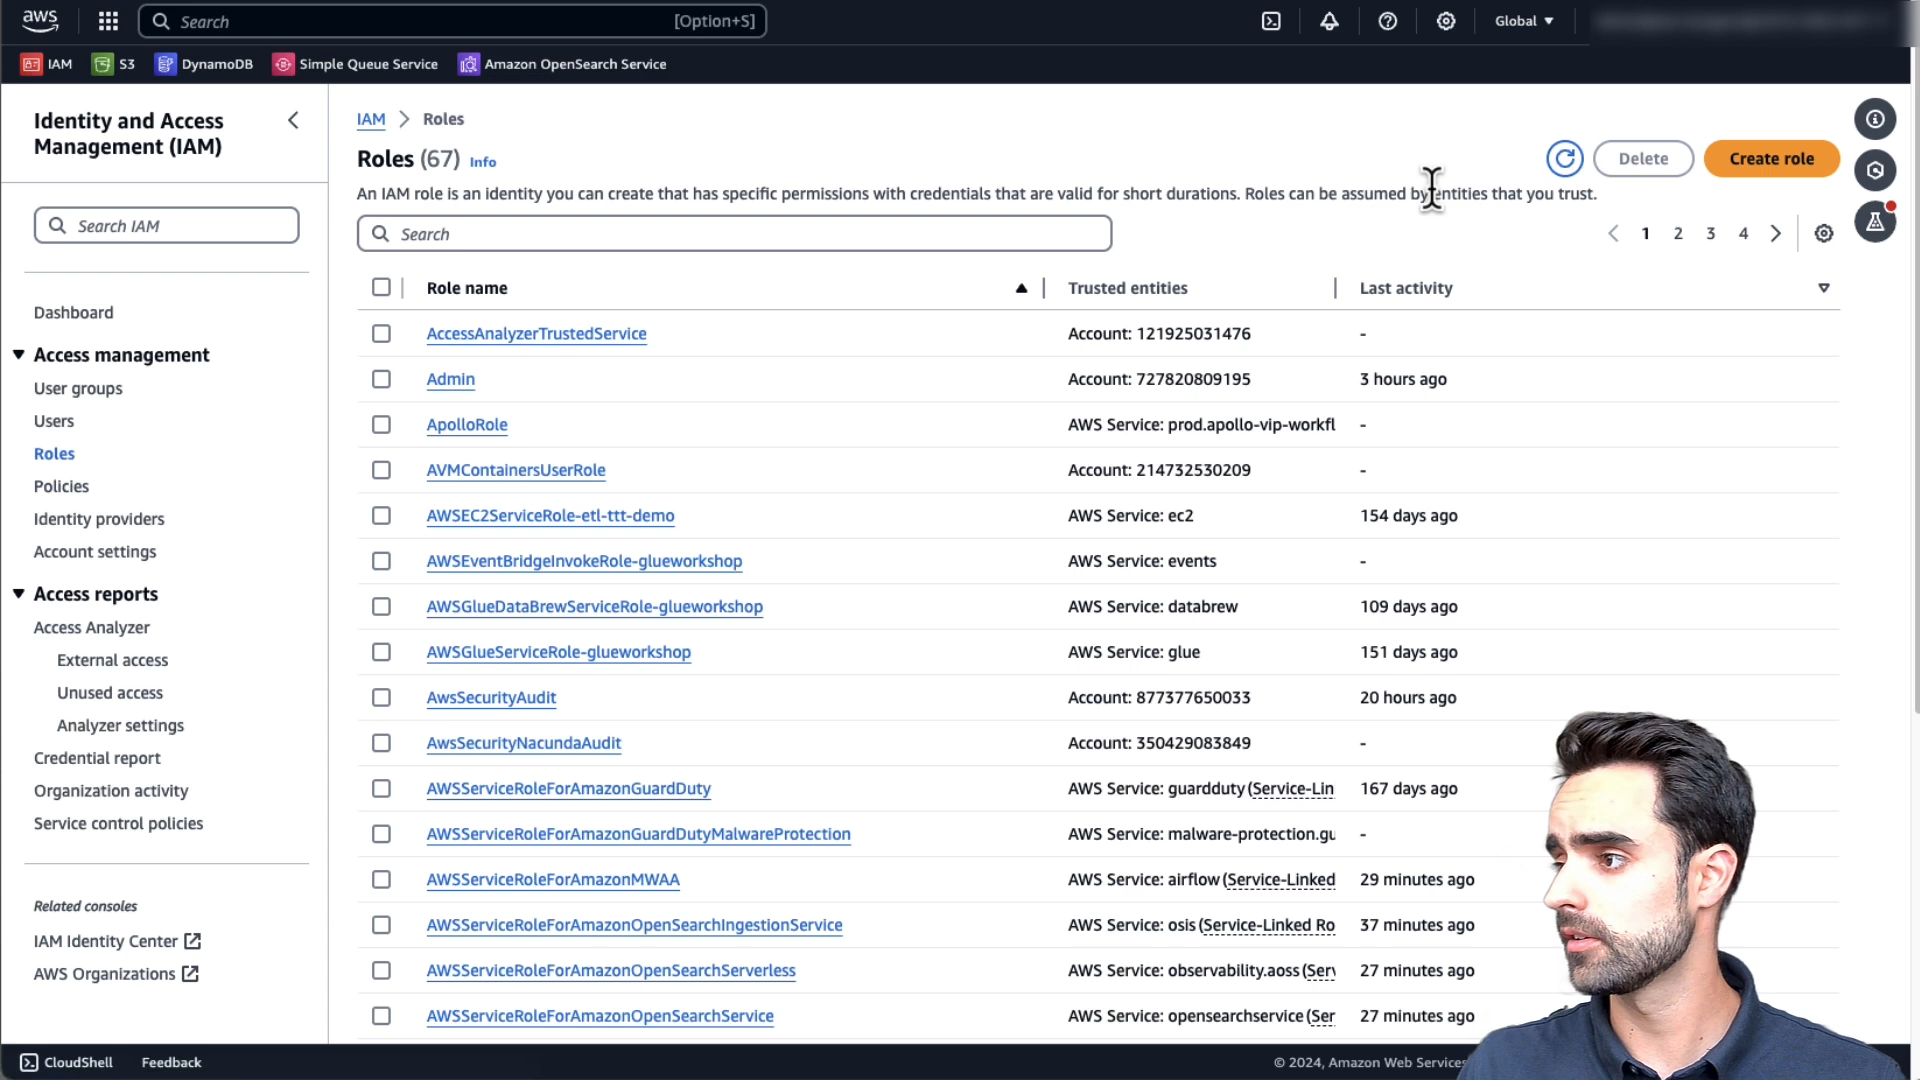 aws
Search [Option+S]
Global
IAM S3 DynamoDB Simple Queue Service Amazon OpenSearch Service
Identity and Access
Management (IAM)
Search IAM
Dashboard
Access management
User groups
Users
Roles
Policies
Identity providers
Account settings
Access reports
Access Analyzer
External access
Unused access
Analyzer settings
Credential report
Organization activity
Service control policies
Related consoles
IAM Identity Center
AWS Organizations
IAM > Roles
Roles (67) Info
Delete
Create role
An IAM role is an identity you can create that has specific permissions with credentials that are valid for short durations. Roles can be assumed by entities that you trust.
Search
1 2 3 4
Role name Trusted entities Last activity
AccessAnalyzerTrustedService Account: 121925031476 -
Admin Account: 727820809195 3 hours ago
ApolloRole AWS Service: prod.apollo-vip-workfl -
AVMContainersUserRole Account: 214732530209 -
AWSEC2ServiceRole-etl-ttt-demo AWS Service: ec2 154 days ago
AWSEventBridgeInvokeRole-glueworkshop AWS Service: events -
AWSGlueDataBrewServiceRole-glueworkshop AWS Service: databrew 109 days ago
AWSGlueServiceRole-glueworkshop AWS Service: glue 151 days ago
AwsSecurityAudit Account: 877377650033 20 hours ago
AwsSecurityNacundaAudit Account: 350429083849 -
AWSServiceRoleForAmazonGuardDuty AWS Service: guardduty (Service-Lin 167 days ago
AWSServiceRoleForAmazonGuardDutyMalwareProtection AWS Service: malware-protection.gu -
AWSServiceRoleForAmazonMWAA AWS Service: airflow (Service-Linked 29 minutes ago
AWSServiceRoleForAmazonOpenSearchIngestionService AWS Service: osis (Service-Linked Ro 37 minutes ago
AWSServiceRoleForAmazonOpenSearchServerless AWS Service: observability.aoss (Serv 27 minutes ago
AWSServiceRoleForAmazonOpenSearchService AWS Service: opensearchservice (Ser 27 minutes ago
CloudShell Feedback © 2024, Amazon Web Services